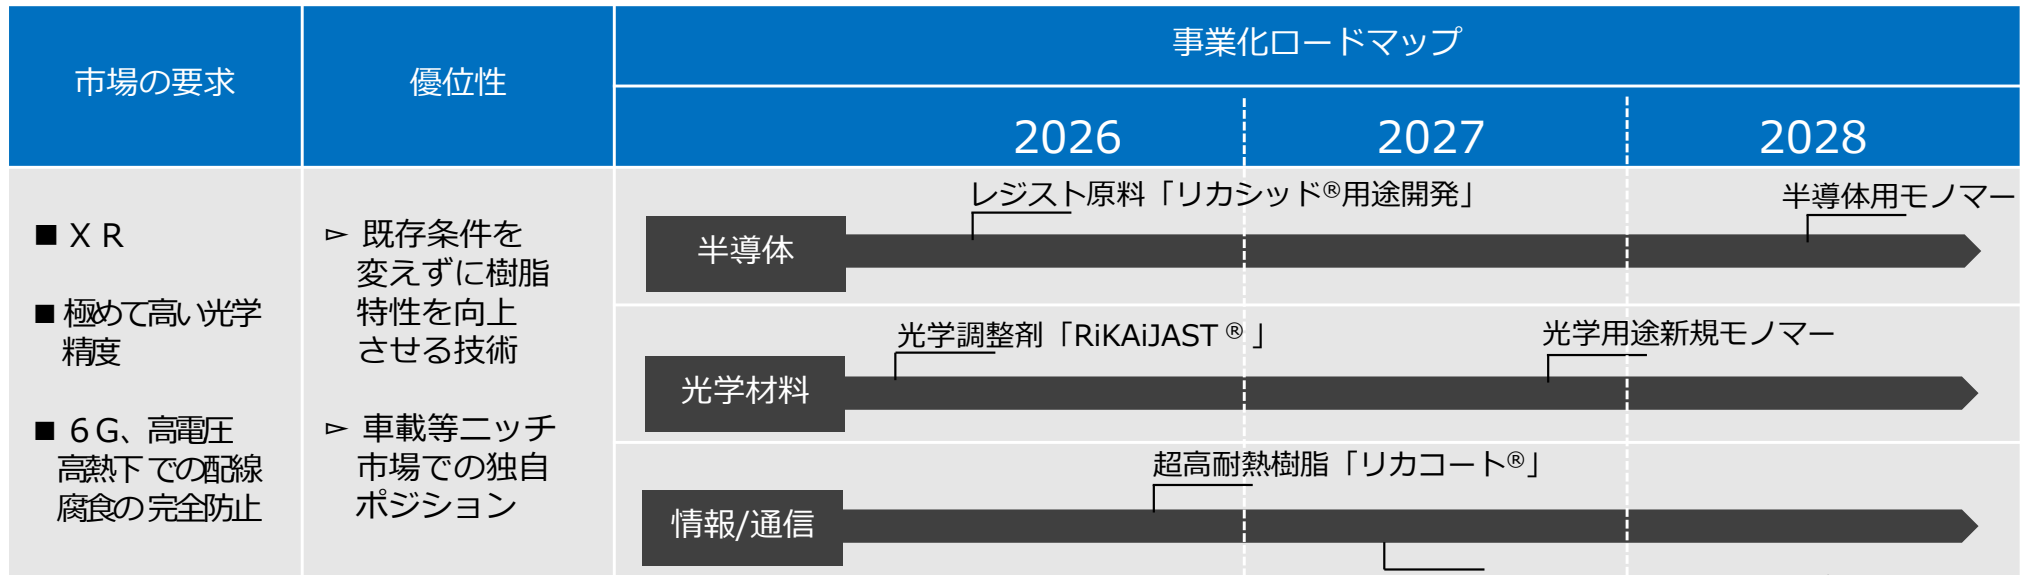 市場の要求
優位性
事業化ロードマップ
2026
2027
2028
■ＸＲ
■極めて高い光学
精度
■６Ｇ、高電圧
高熱下での配線
腐食の完全防止
▻ 既存条件を
変えずに樹脂
特性を向上
させる技術
▻ 車載等ニッチ
市場での独自
ポジション
レジスト原料「リカシッド®用途開発」
半導体用モノマー
半導体
光学調整剤「RiKAiJAST®」
光学用途新規モノマー
光学材料
超高耐熱樹脂「リカコート®」
情報/通信